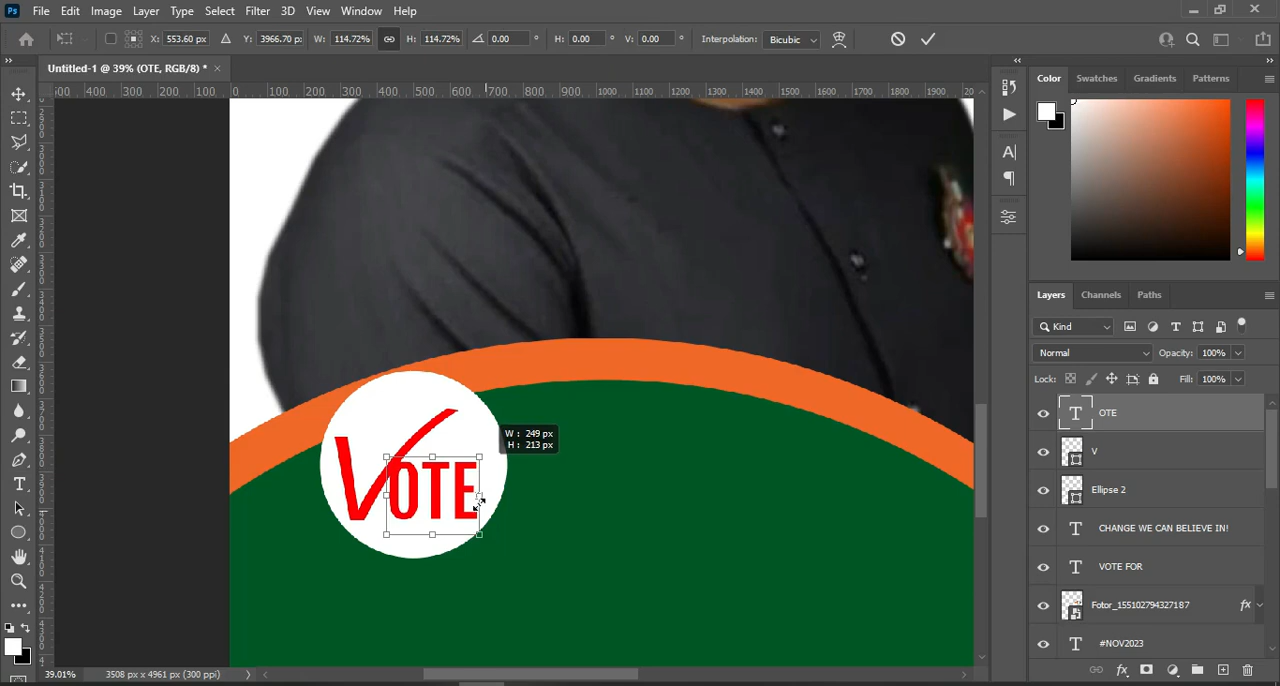 Ps File Edit Image Layer Type Select Filter 3D View Window Help
X: 553.60 px Y: 3966.70 px W: 114.72% H: 114.72% 0.00 ° H: 0.00 ° V: 0.00 ° Interpolation: Bicubic
Untitled-1 @ 39% (OTE, RGB/8) * ×
500 400 300 200 100 0 100 200 300 400 500 600 700 800 900 1000 1100 1200 1300 1400 1500 1600 1700 1800 1900 2000
Color Swatches Gradients Patterns
Layers Channels Paths
Kind
Normal Opacity: 100%
Lock: Fill: 100%
OTE
V
Ellipse 2
CHANGE WE CAN BELIEVE IN!
VOTE FOR
Fotor_155102794327187 fx
#NOV2023
W: 249 px
H: 213 px
VOTE
39.01% 3508 px x 4961 px (300 ppi)